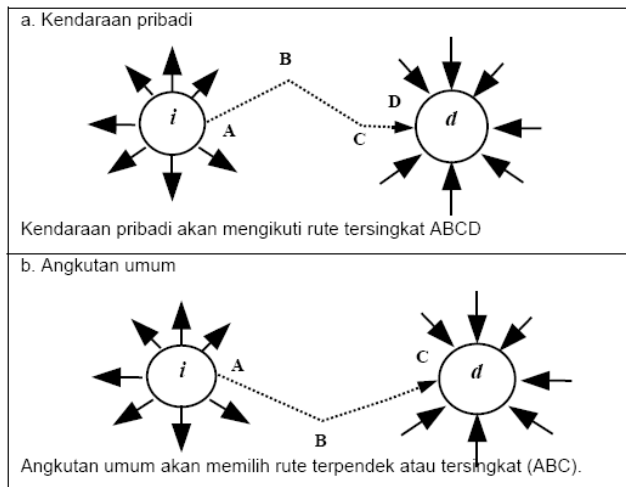 a. Kendaraan pribadi
B
i
A
C
D
d
Kendaraan pribadi akan mengikuti rute tersingkat ABCD
b. Angkutan umum
i
A
B
C
d
Angkutan umum akan memilih rute terpendek atau tersingkat (ABC).